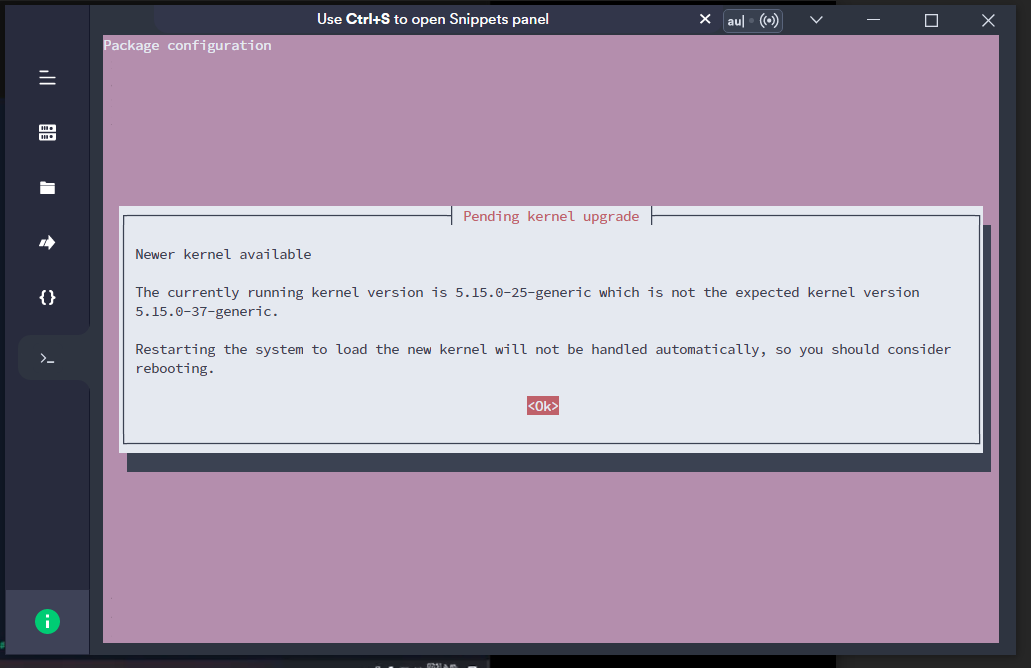 Use Ctrl+S to open Snippets panel
au
Package configuration
Pending kernel upgrade
Newer kernel available
The currently running kernel version is 5.15.0-25-generic which is not the expected kernel version
5.15.0-37-generic.
Restarting the system to load the new kernel will not be handled automatically, so you should consider
rebooting.
<Ok>